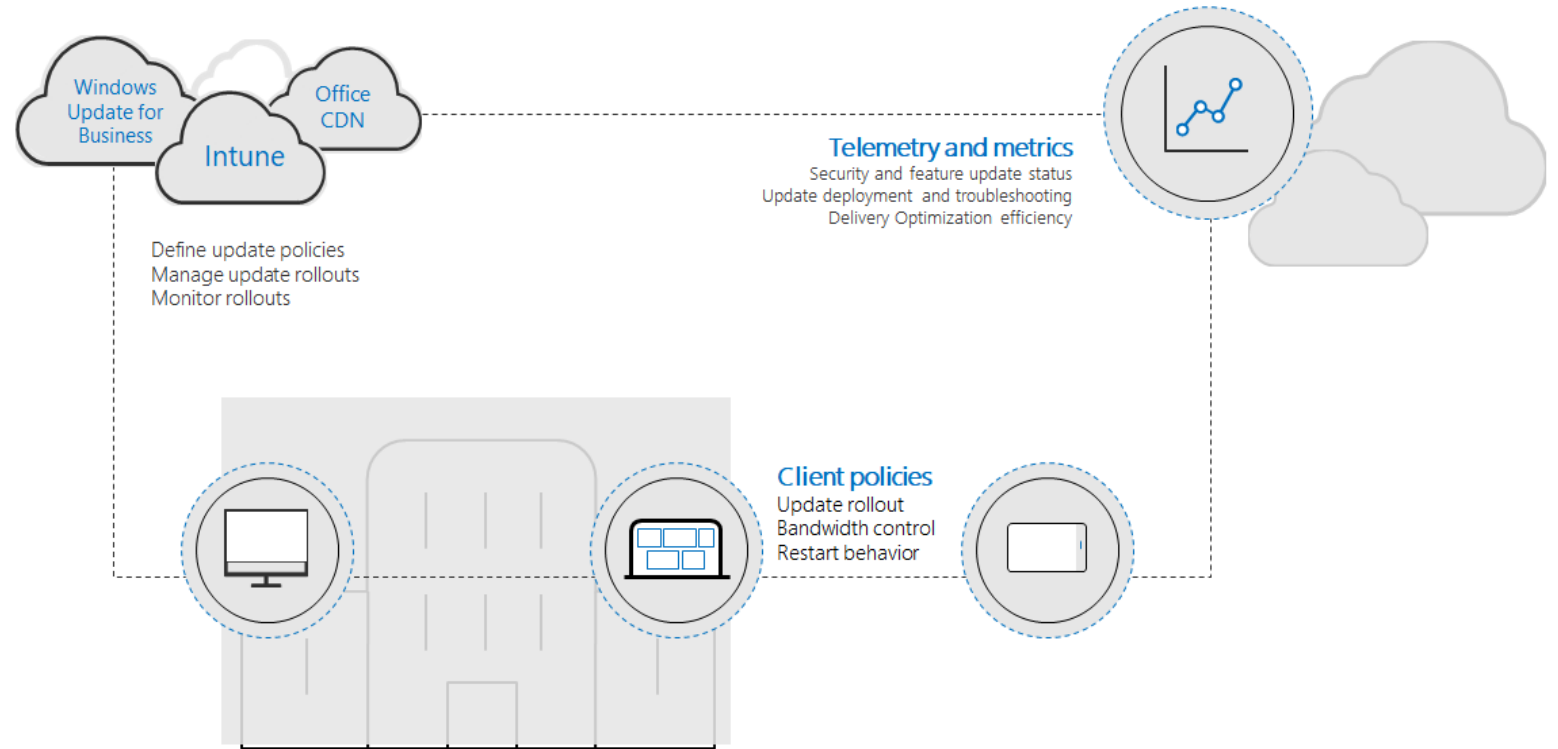 Windows
Update for
Business
Office
CDN
Intune
Define update policies
Manage update rollouts
Monitor rollouts
Telemetry and metrics
Security and feature update status
Update deployment and troubleshooting
Delivery Optimization efficiency
Client policies
Update rollout
Bandwidth control
Restart behavior